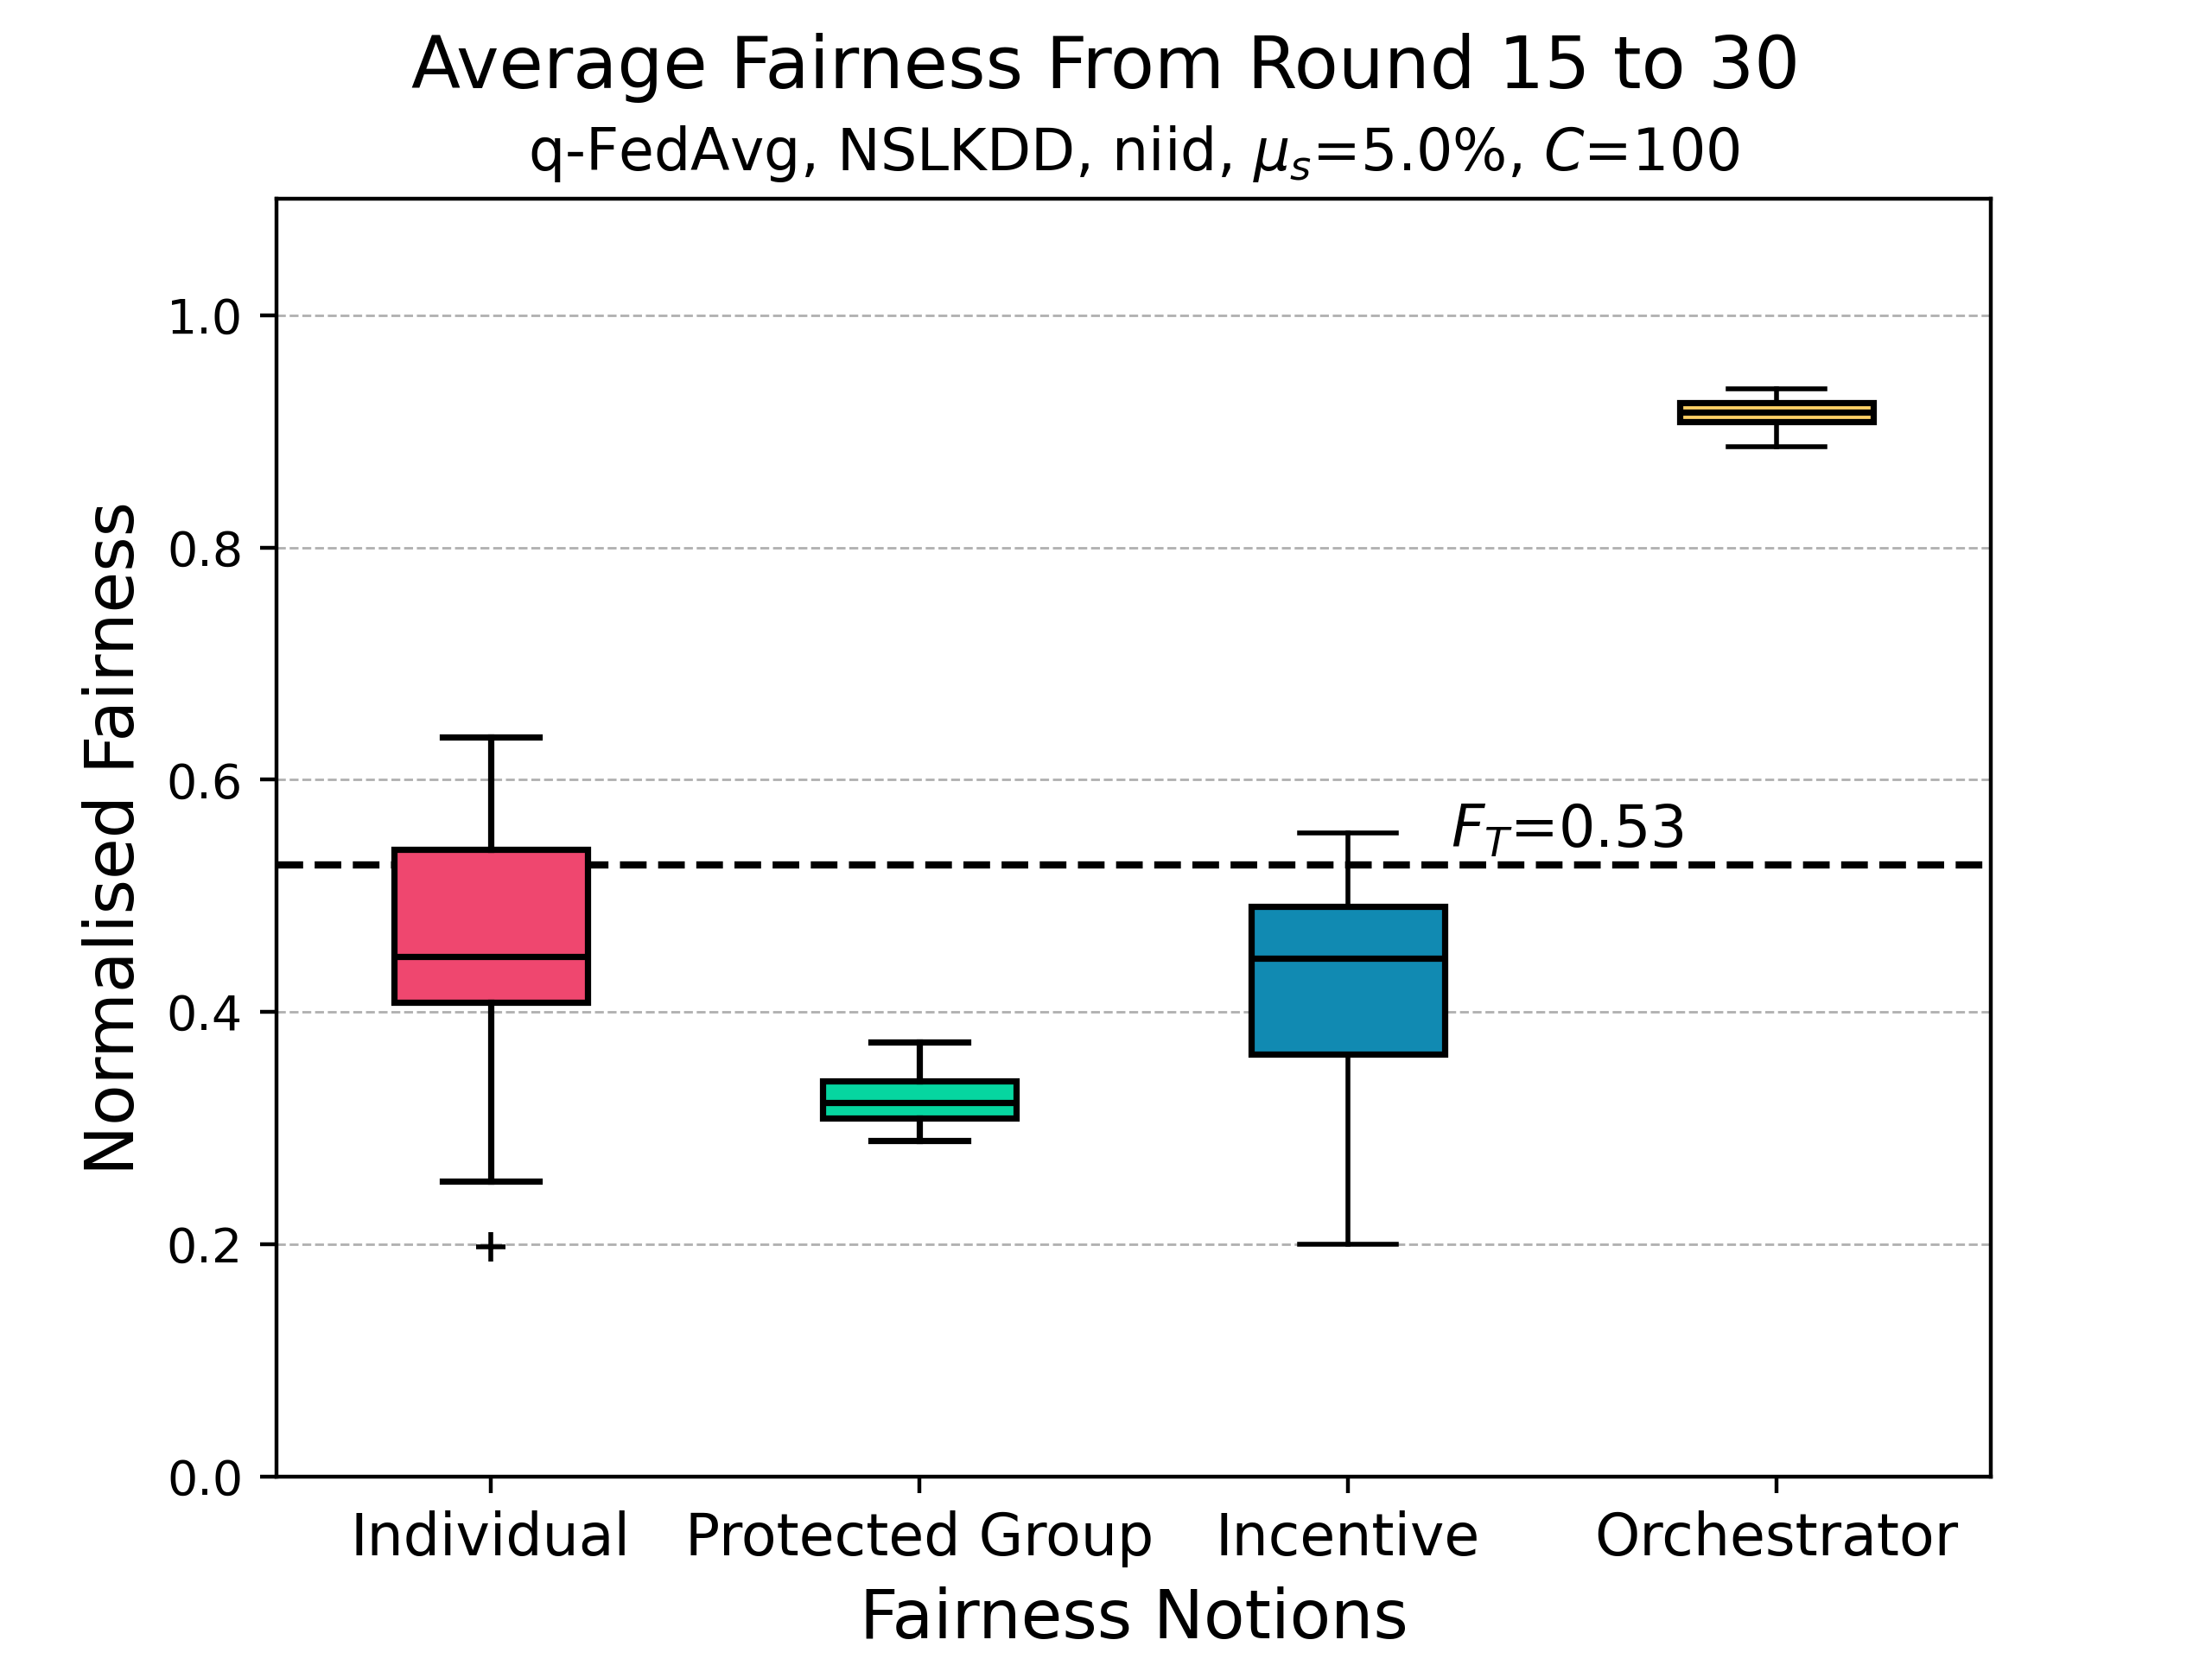 Average Fairness From Round 15 to 30
q-FedAvg, NSLKDD, niid, μₛ=5.0%, C=100
Normalised Fairness
1.0
0.8
0.6
0.4
0.2
0.0
F_T=0.53
Individual Protected Group Incentive Orchestrator
Fairness Notions